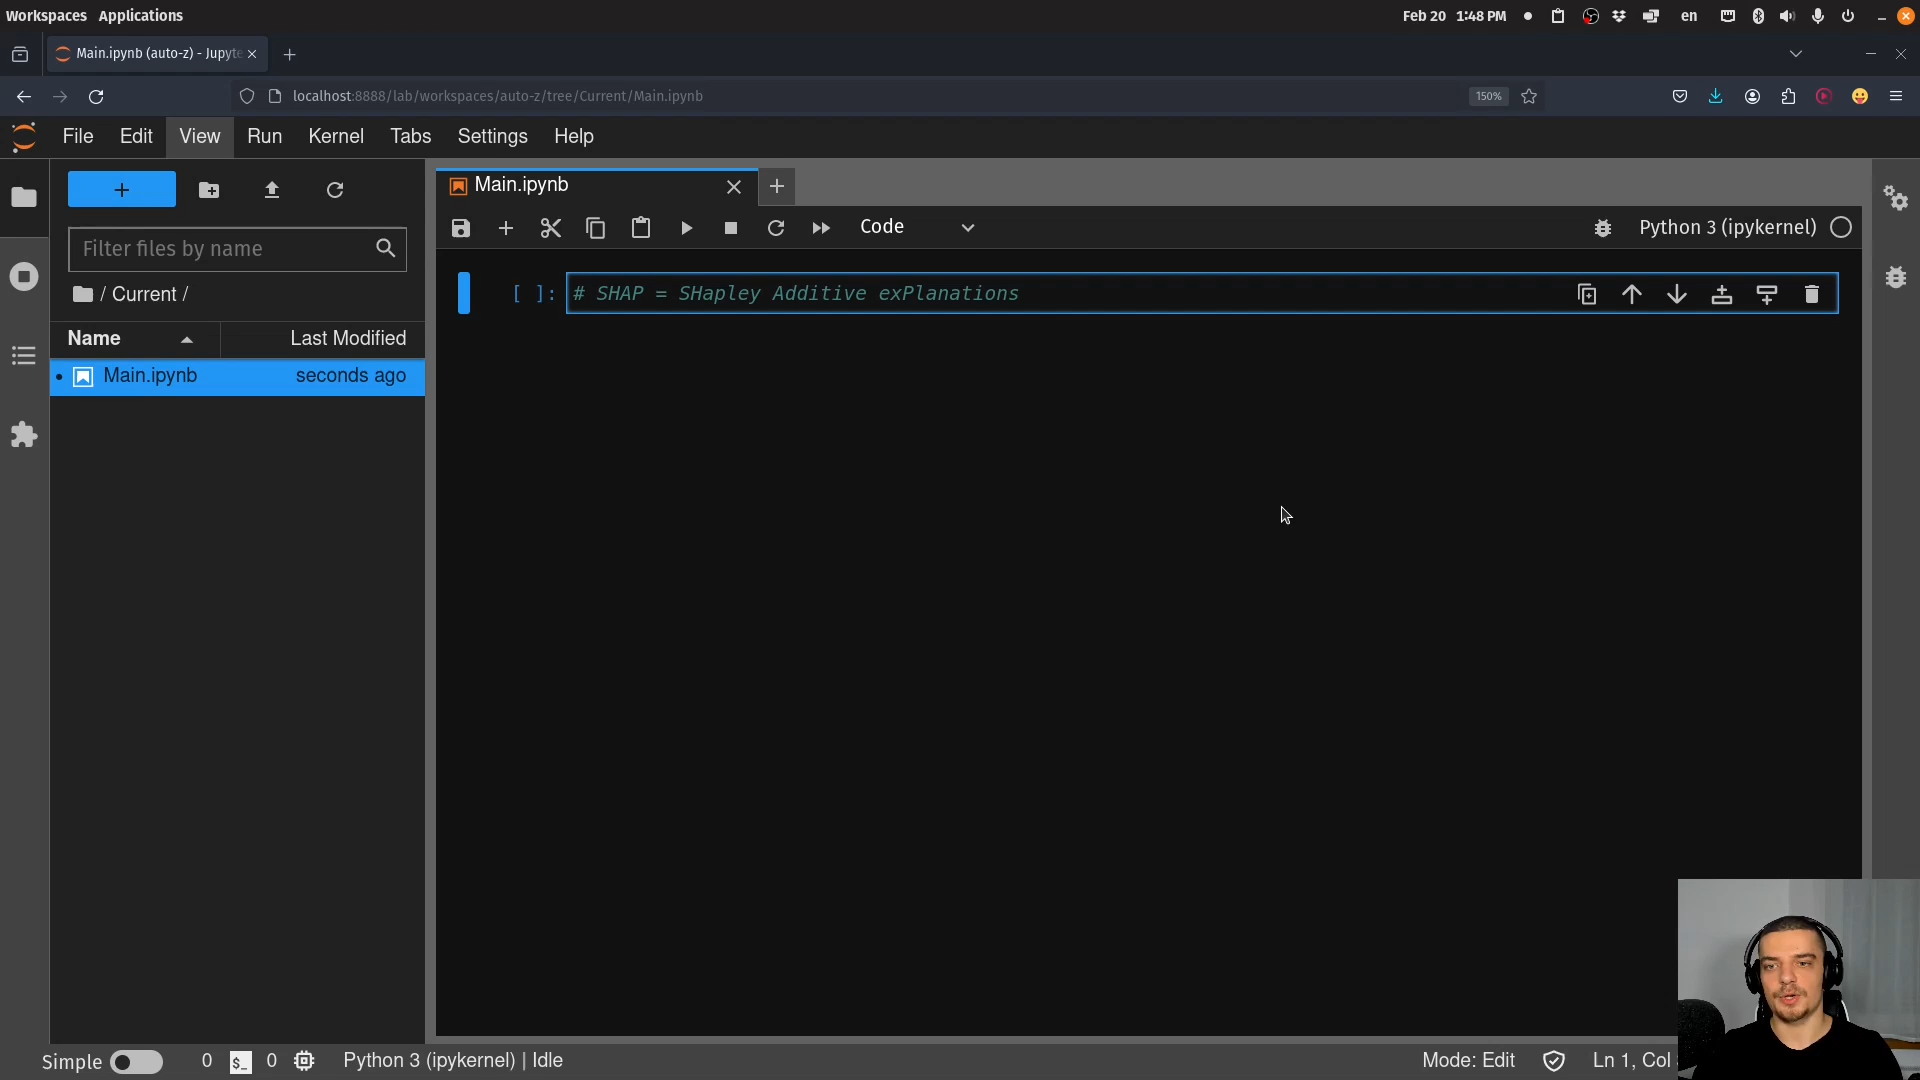 Workspaces Applications
Feb 20 1:48 PM
en
Main.ipynb (auto-z) - Jupyte
localhost:8888/lab/workspaces/auto-z/tree/Current/Main.ipynb
150%
File Edit View Run Kernel Tabs Settings Help
Main.ipynb
Filter files by name
Code
Python 3 (ipykernel)
/ Current /
[ ]: # SHAP = SHapley Additive exPlanations
Name Last Modified
Main.ipynb seconds ago
Simple 0 $_ 0 Python 3 (ipykernel) | Idle
Mode: Edit Ln 1, Col